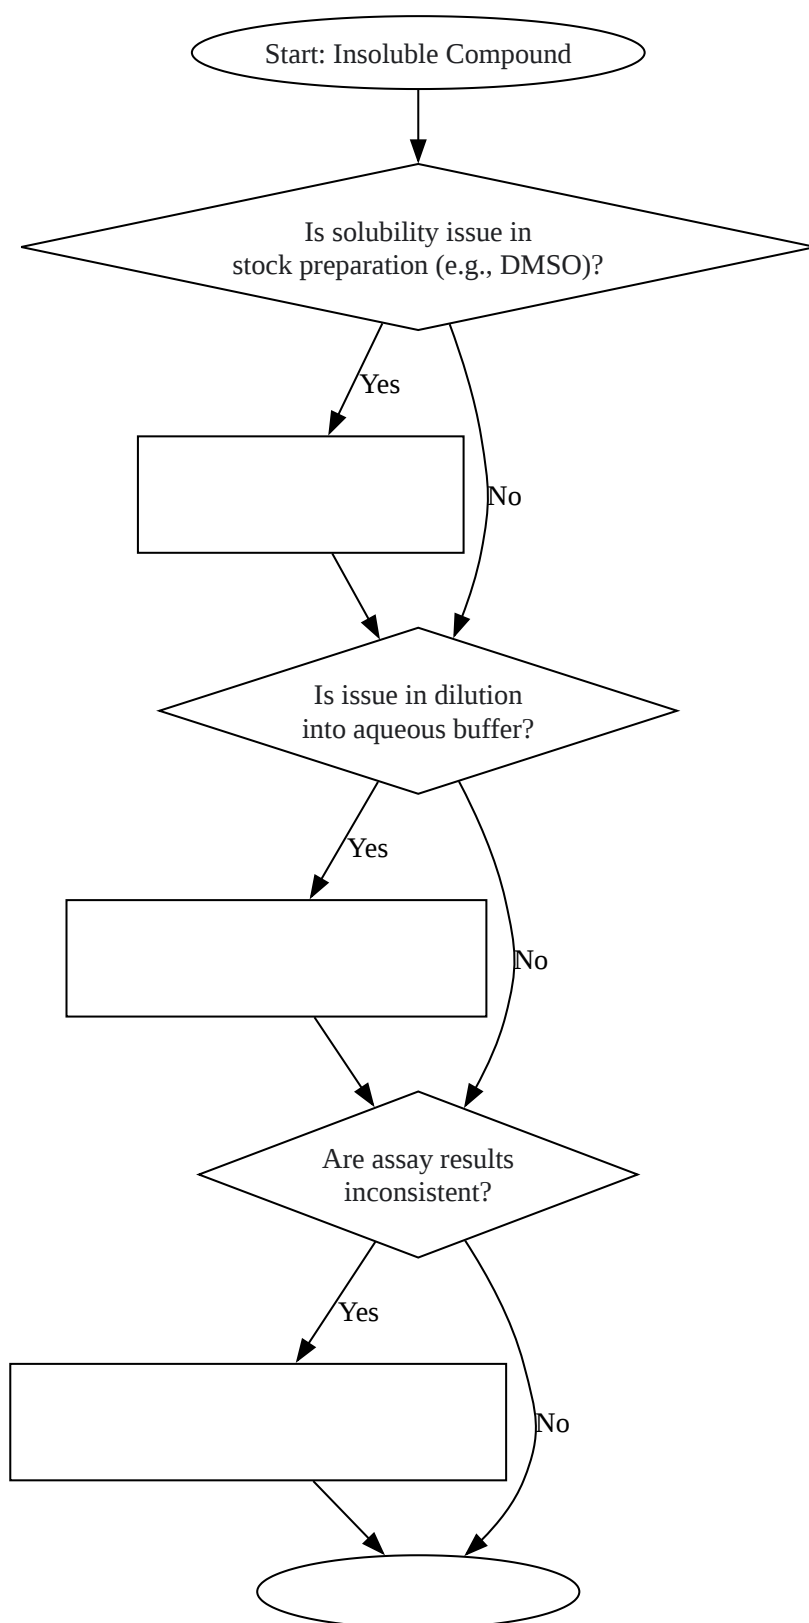 Start: Insoluble Compound
Is solubility issue in
stock preparation (e.g., DMSO)?
Yes
No
Is issue in dilution
into aqueous buffer?
Yes
No
Are assay results
inconsistent?
Yes
No